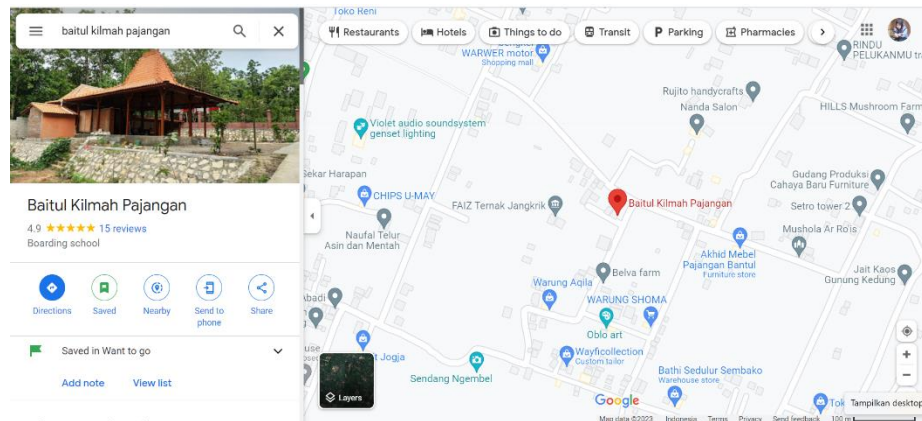 baitul kilmah pajangan
Baitul Kilmah Pajangan
4.9 ★★★★★ 15 reviews
Boarding school
Directions
Saved
Nearby
Send to
phone
Share
Saved in Want to go
Add note
View list
Toko Reni
Restaurants
Hotels
Things to do
Transit
Parking
Pharmacies
WARWER motor
Shopping mall
RINDU
PELUKANMU
Rujito handycrafts
Nanda Salon
HILLS Mushroom Farm
Violet audio soundsystem
genset lighting
ekar Harapan
CHIPS U-MAY
FAIZ Ternak Jangkrik
Baitul Kilmah Pajangan
Gudang Produksi
Cahaya Baru Furniture
Setro tower 2
Naufal Telur
Asin dan Mentah
Mushola Ar Ro'is
Akhid Mebel
Pajangan Bantul
Furniture store
Jait Kaos
Gunung Kedung
Belva farm
Warung Aqila
WARUNG SHOMA
Oblo art
Wayficollection
Custom tailor
Jogja
Sendang Ngembel
Bathi Sedulur Sembako
Warehouse store
Layers
Google
Tampilkan desktop
Map data ©2023
Indonesia
Terms
Privacy
Send feedback
100 m